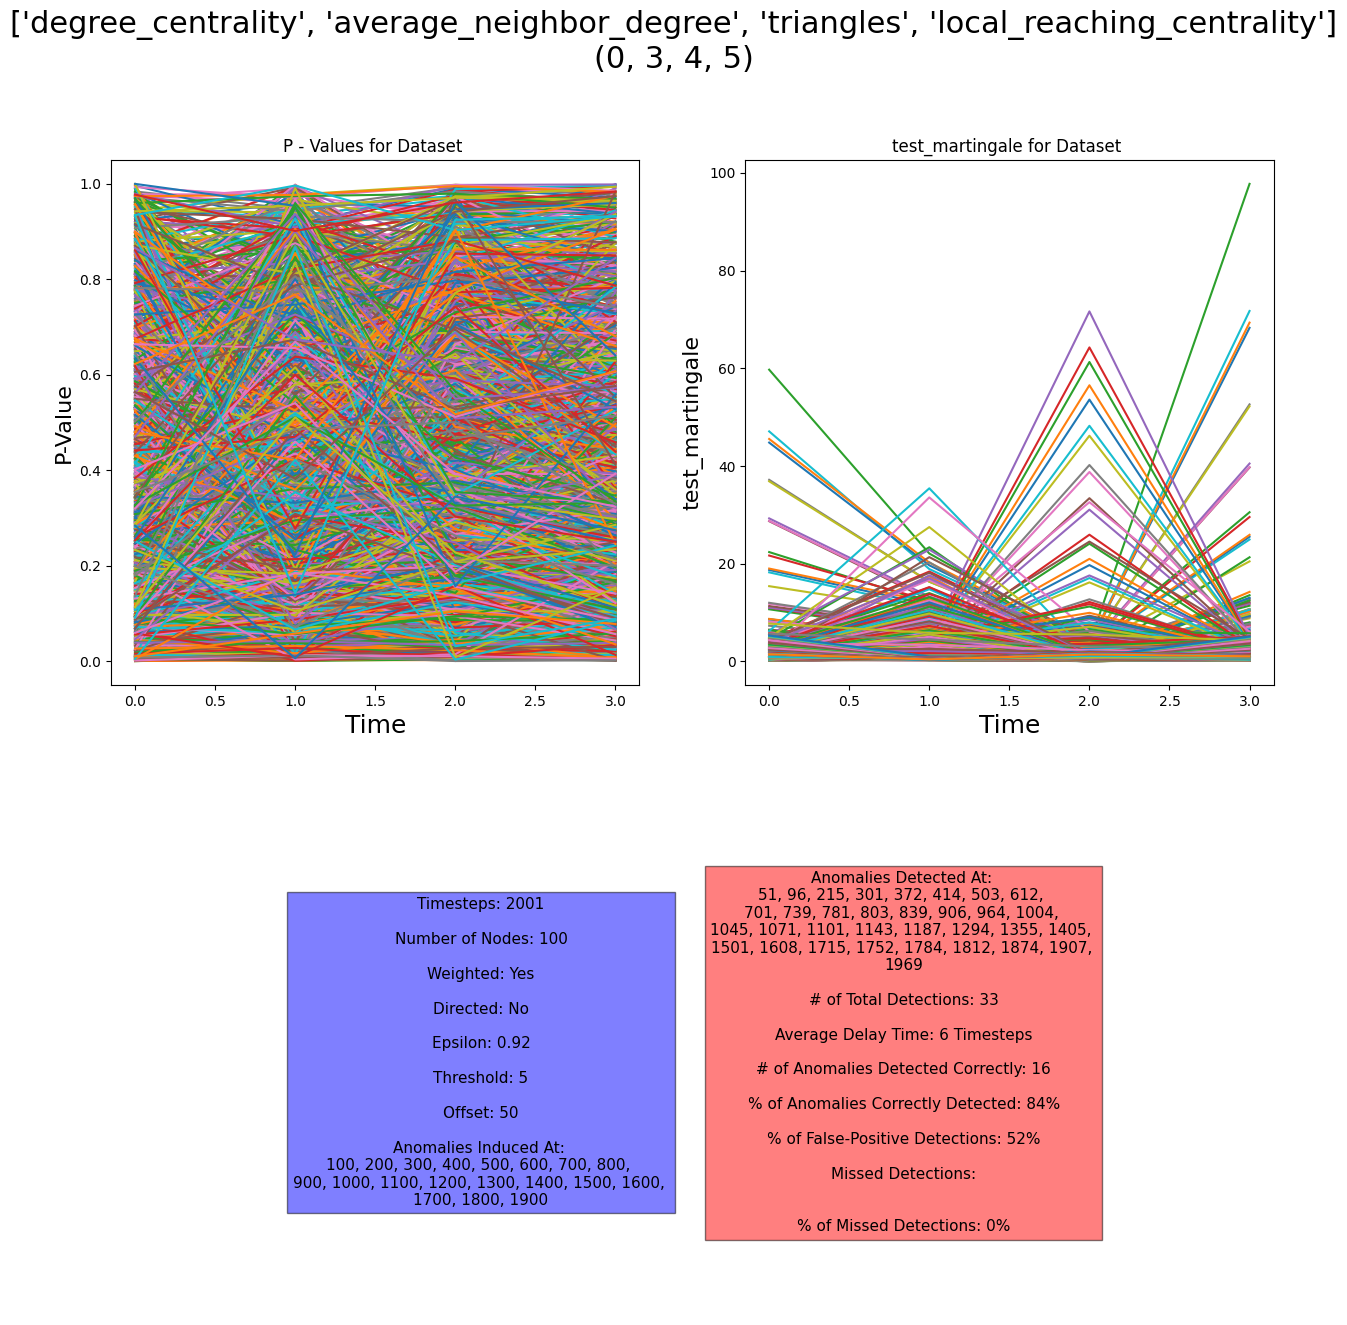 ['degree_centrality', 'average_neighbor_degree', 'triangles', 'local_reaching_centrality']
(0, 3, 4, 5)
P - Values for Dataset
P-Value
1.0
0.8
0.6
0.4
0.2
0.0
0.0 0.5 1.0 1.5 2.0 2.5 3.0
Time
test_martingale for Dataset
test_martingale
100
80
60
40
20
0
0.0 0.5 1.0 1.5 2.0 2.5 3.0
Time
Timesteps: 2001
Number of Nodes: 100
Weighted: Yes
Directed: No
Epsilon: 0.92
Threshold: 5
Offset: 50
Anomalies Induced At:
100, 200, 300, 400, 500, 600, 700, 800,
900, 1000, 1100, 1200, 1300, 1400, 1500, 1600,
1700, 1800, 1900
Anomalies Detected At:
51, 96, 215, 301, 372, 414, 503, 612,
701, 739, 781, 803, 839, 906, 964, 1004,
1045, 1071, 1101, 1143, 1187, 1294, 1355, 1405,
1501, 1608, 1715, 1752, 1784, 1812, 1874, 1907,
1969
# of Total Detections: 33
Average Delay Time: 6 Timesteps
# of Anomalies Detected Correctly: 16
% of Anomalies Correctly Detected: 84%
% of False-Positive Detections: 52%
Missed Detections:
% of Missed Detections: 0%